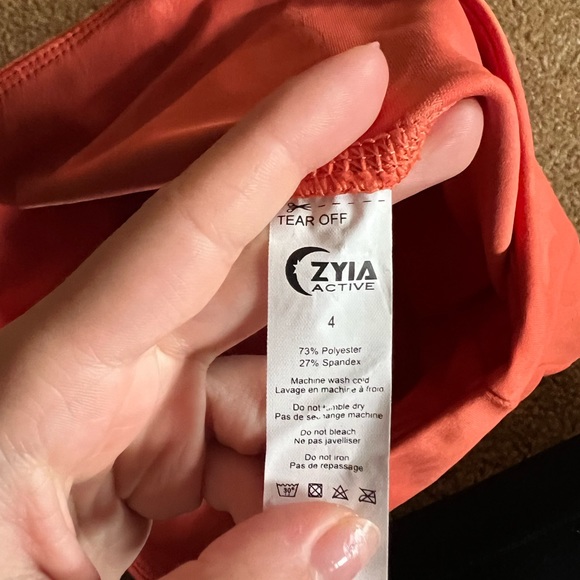 TEAR OFF
ZYIA
ACTIVE
4
73% Polyester
27% Spandex
Machine wash cold
Lavage en machine à froid
Do not tumble dry
Pas de machine
Do not bleach
Ne pas javelliser
Do not iron
Pas de repassage
30°